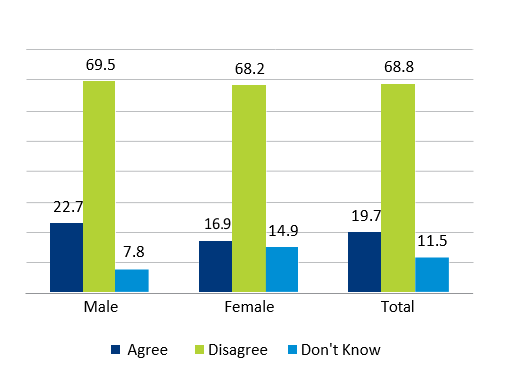 69.5
68.2
68.8
22.7
7.8
16.9
14.9
19.7
11.5
Male
Female
Total
Agree
Disagree
Don't Know